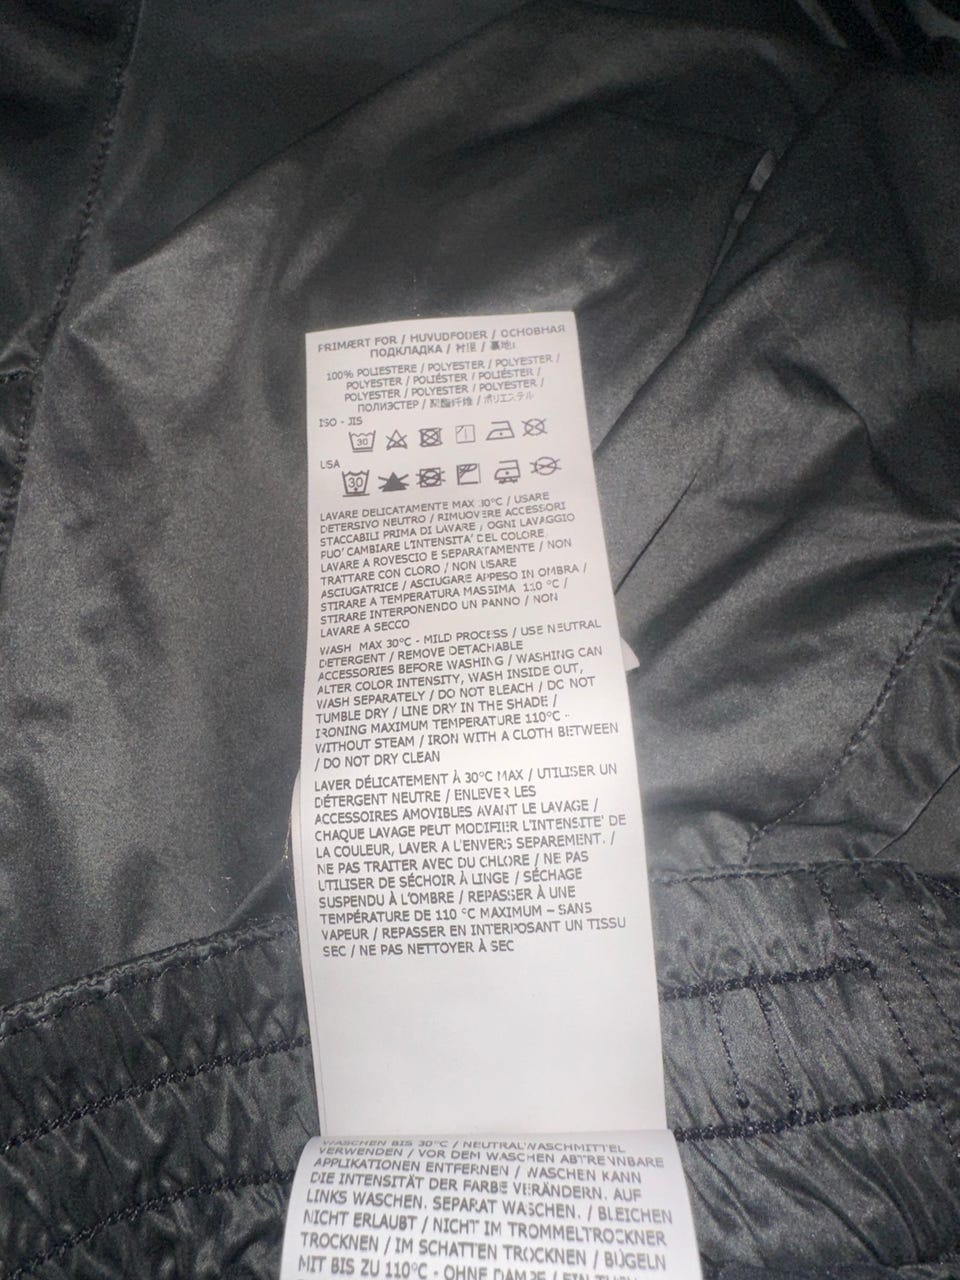 PRIMÆRT FOR / HUVUDFODER / ОСНОВНАЯ
ПОДКЛАДКА / 衬里 / 裏地
100% POLIESTERE / POLYESTER / POLYESTER /
POLYESTER / POLIÉSTER / POLIÉSTER /
POLYESTER / POLYESTER / POLYESTER /
ПОЛИЭСТЕР / 聚酯纤维 / ポリエステル
ISO - JIS
30
USA
30
LAVARE DELICATAMENTE MAX 30°C / USARE
DETERSIVO NEUTRO / RIMUOVERE ACCESSORI
STACCABILI PRIMA DI LAVARE / OGNI LAVAGGIO
PUO' CAMBIARE L'INTENSITA' DEL COLORE,
LAVARE A ROVESCIO E SEPARATAMENTE / NON
TRATTARE CON CLORO / NON USARE
ASCIUGATRICE / ASCIUGARE APPESO IN OMBRA /
STIRARE A TEMPERATURA MASSIMA 110 °C /
STIRARE INTERPONENDO UN PANNO / NON
LAVARE A SECCO
WASH MAX 30°C - MILD PROCESS / USE NEUTRAL
DETERGENT / REMOVE DETACHABLE
ACCESSORIES BEFORE WASHING / WASHING CAN
ALTER COLOR INTENSITY, WASH INSIDE OUT,
WASH SEPARATELY / DO NOT BLEACH / DO NOT
TUMBLE DRY / LINE DRY IN THE SHADE /
IRONING MAXIMUM TEMPERATURE 110°C -
WITHOUT STEAM / IRON WITH A CLOTH BETWEEN
/ DO NOT DRY CLEAN
LAVER DÉLICATEMENT À 30°C MAX / UTILISER UN
DÉTERGENT NEUTRE / ENLEVER LES
ACCESSOIRES AMOVIBLES AVANT LE LAVAGE /
CHAQUE LAVAGE PEUT MODIFIER L'INTENSITE' DE
LA COULEUR, LAVER A L'ENVERS SEPAREMENT. /
NE PAS TRAITER AVEC DU CHLORE / NE PAS
UTILISER DE SÉCHOIR À LINGE / SÉCHAGE
SUSPENDU À L'OMBRE / REPASSER À UNE
TEMPÉRATURE DE 110 °C MAXIMUM – SANS
VAPEUR / REPASSER EN INTERPOSANT UN TISSU
SEC / NE PAS NETTOYER À SEC
WASCHEN BIS 30°C / NEUTRALWASCHMITTEL
VERWENDEN / VOR DEM WASCHEN ABTRENNBARE
APPLIKATIONEN ENTFERNEN / WASCHEN KANN
DIE INTENSITÄT DER FARBE VERÄNDERN. AUF
LINKS WASCHEN. SEPARAT WASCHEN. / BLEICHEN
NICHT ERLAUBT / NICHT IM TROMMELTROCKNER
TROCKNEN / IM SCHATTEN TROCKNEN / BÜGELN
MIT BIS ZU 110°C - OHNE DAMPF / EIN